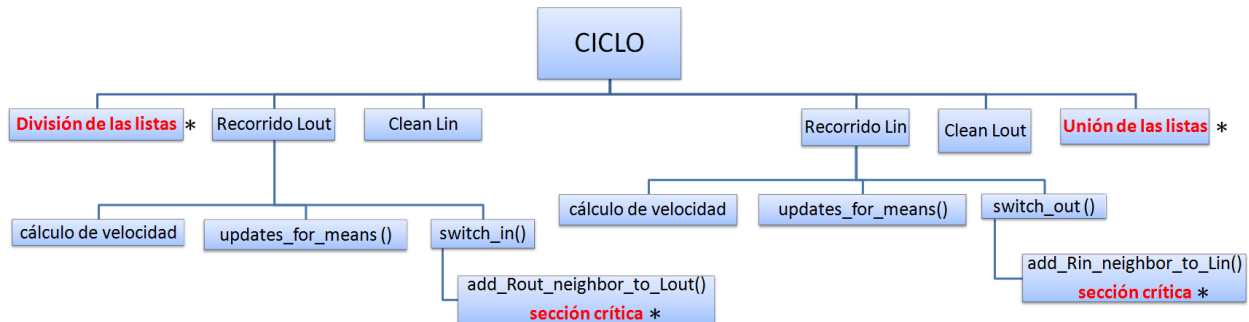 CICLO
División de las listas *
Recorrido Lout
Clean Lin
Recorrido Lin
Clean Lout
Unión de las listas *
cálculo de velocidad
updates_for_means ()
switch_in()
add_Rout_neighbor_to_Lout()
sección crítica *
cálculo de velocidad
updates_for_means()
switch_out ()
add_Rin_neighbor_to_Lin()
sección crítica *